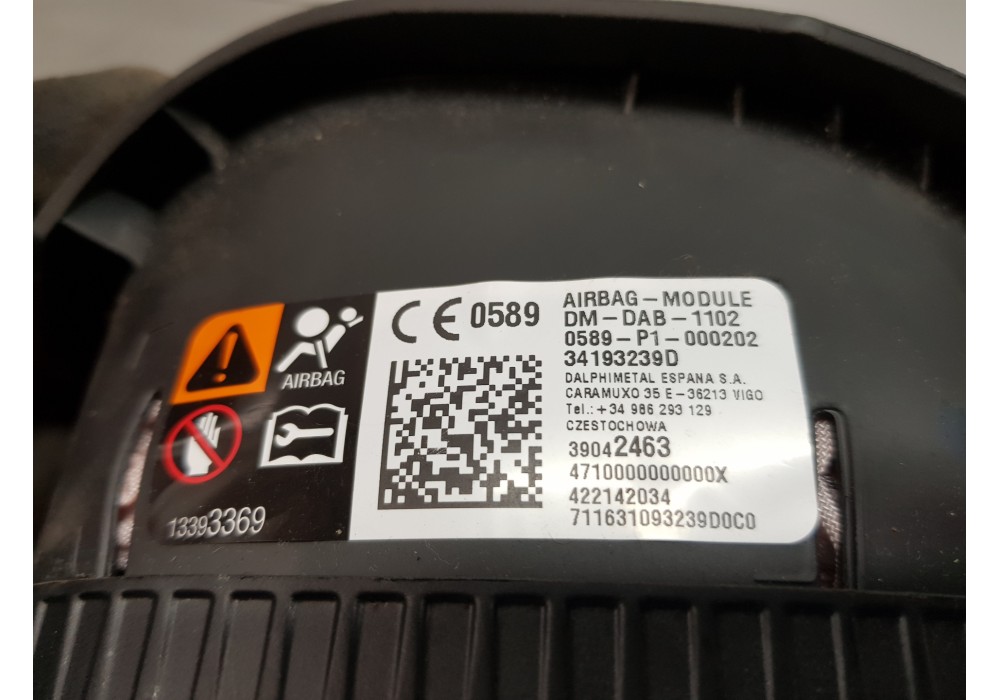 AIRBAG
13393369
CE 0589
AIRBAG-MODULE
DM-DAB-1102
0589-P1-000202
34193239D
DALPHIMETAL ESPANA S.A.
CARAMUXO 35 E-36213 VIGO
Tel.: +34 986 293 129
CZESTOCHOWA
39042463
4710000000000X
422142034
711631093239D0C0